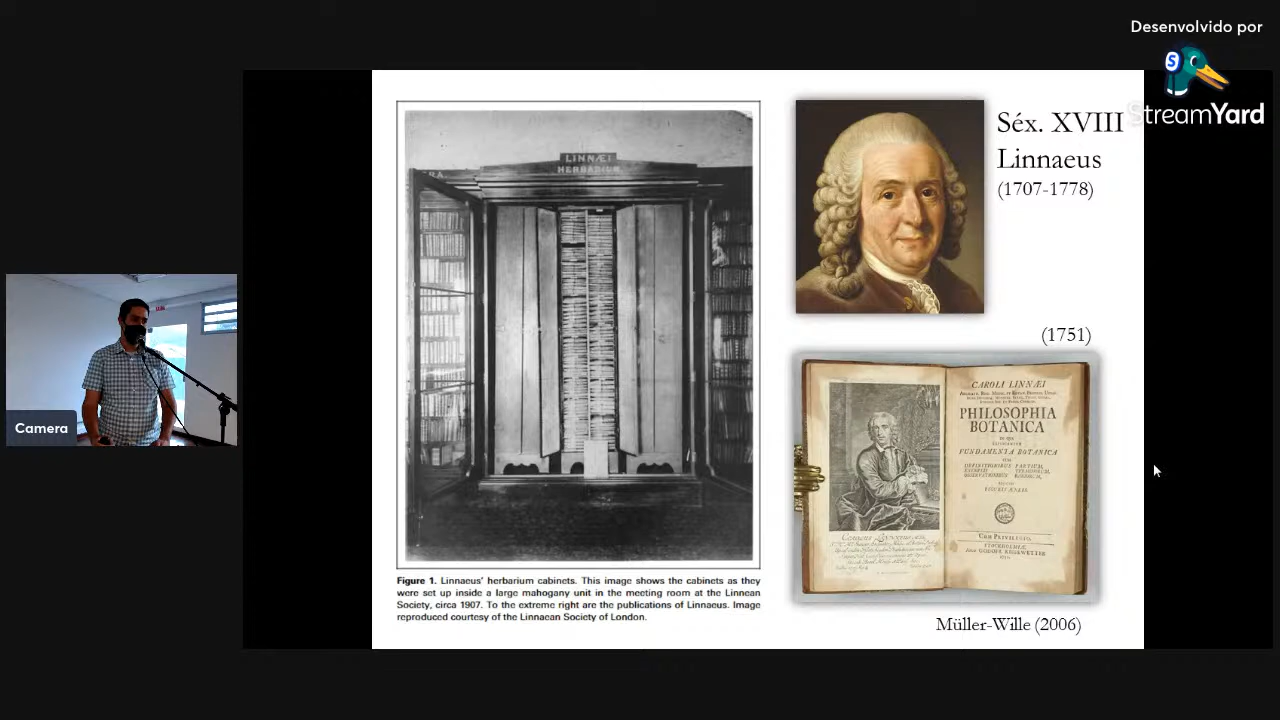 Desenvolvido por
StreamYard
LINNÆI
HERBARIUM
Séx. XVIII
Linnaeus
(1707-1778)
(1751)
CAROLI LINNÆI
PHILOSOPHIA
BOTANICA
FUNDAMENTA BOTANICA
Camera
Figure 1. Linnaeus' herbarium cabinets. This image shows the cabinets as they
were set up inside a large mahogany unit in the meeting room at the Linnean
Society, circa 1907. To the extreme right are the publications of Linnaeus. Image
reproduced courtesy of the Linnaean Society of London.
Müller-Wille (2006)